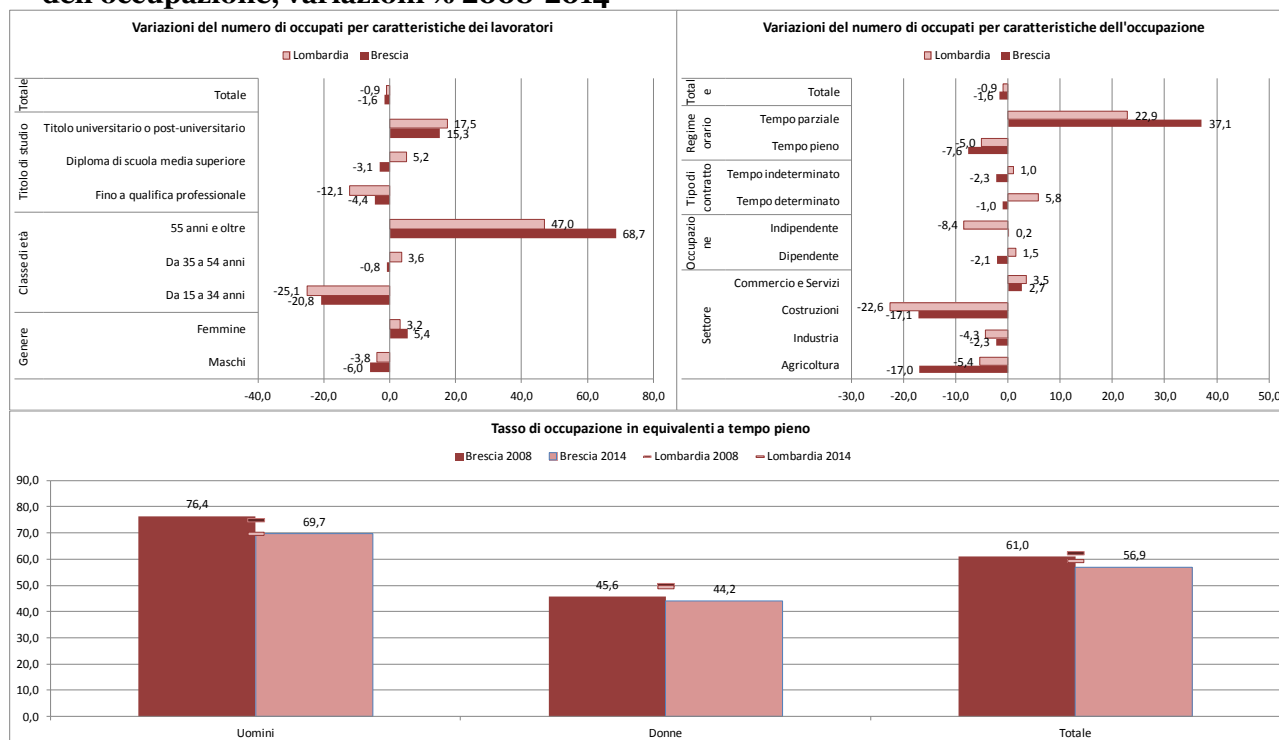 dell'occupazione, variazioni % 2008-2014
Variazioni del numero di occupati per caratteristiche dei lavoratori
Lombardia Brescia
Totale
Totale
-0,9
-1,6
Titolo di studio
Titolo universitario o post-universitario
17,5
15,3
Diploma di scuola media superiore
5,2
-3,1
Fino a qualifica professionale
-12,1
-4,4
Classe di età
55 anni e oltre
47,0
68,7
Da 35 a 54 anni
3,6
-0,8
Da 15 a 34 anni
-25,1
-20,8
Genere
Femmine
3,2
5,4
Maschi
-3,8
-6,0
-40,0 -20,0 0,0 20,0 40,0 60,0 80,0
Variazioni del numero di occupati per caratteristiche dell'occupazione
Lombardia Brescia
Total
e
Totale
-0,9
-1,6
Regime
orario
Tempo parziale
22,9
37,1
Tempo pieno
-5,0
-7,6
Tipo di
contratto
Tempo indeterminato
1,0
-2,3
Tempo determinato
5,8
-1,0
Occupazio
ne
Indipendente
-8,4
0,2
Dipendente
1,5
-2,1
Settore
Commercio e Servizi
3,5
2,7
Costruzioni
-22,6
-17,1
Industria
-4,3
-2,3
Agricoltura
-5,4
-17,0
-30,0 -20,0 -10,0 0,0 10,0 20,0 30,0 40,0 50,0
Tasso di occupazione in equivalenti a tempo pieno
Brescia 2008 Brescia 2014 Lombardia 2008 Lombardia 2014
90,0
80,0
70,0
60,0
50,0
40,0
30,0
20,0
10,0
0,0
76,4 69,7
45,6 44,2
61,0 56,9
Uomini Donne Totale